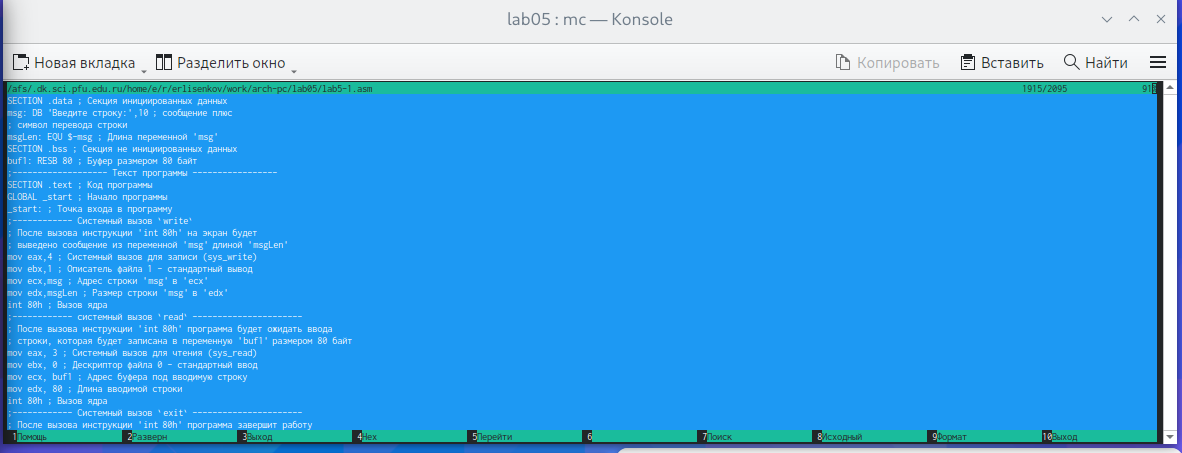 lab05 : mc — Konsole
Новая вкладка Разделить окно Копировать Вставить Найти
/afs/.dk.sci.pfu.edu.ru/home/e/r/erlisenkov/work/arch-pc/lab05/lab5-1.asm 1915/2095 91%
SECTION .data ; Секция инициированных данных
msg: DB 'Введите строку:',10 ; сообщение плюс
; символ перевода строки
msgLen: EQU $-msg ; Длина переменной 'msg'
SECTION .bss ; Секция не инициированных данных
buf1: RESB 80 ; Буфер размером 80 байт
;------------------- Текст программы -----------------
SECTION .text ; Код программы
GLOBAL _start ; Начало программы
_start: ; Точка входа в программу
;------------ Системный вызов `write`
; После вызова инструкции 'int 80h' на экран будет
; выведено сообщение из переменной 'msg' длиной 'msgLen'
mov eax,4 ; Системный вызов для записи (sys_write)
mov ebx,1 ; Описатель файла 1 - стандартный вывод
mov ecx,msg ; Адрес строки 'msg' в 'ecx'
mov edx,msgLen ; Размер строки 'msg' в 'edx'
int 80h ; Вызов ядра
;------------ системный вызов `read` ----------------------
; После вызова инструкции 'int 80h' программа будет ожидать ввода
; строки, которая будет записана в переменную 'buf1' размером 80 байт
mov eax, 3 ; Системный вызов для чтения (sys_read)
mov ebx, 0 ; Дескриптор файла 0 - стандартный ввод
mov ecx, buf1 ; Адрес буфера под вводимую строку
mov edx, 80 ; Длина вводимой строки
int 80h ; Вызов ядра
;------------ Системный вызов `exit` ----------------------
; После вызова инструкции 'int 80h' программа завершит работу
1Помощь 2Разверн 3Выход 4Hex 5Перейти 6 7Поиск 8Исходный 9Формат 10Выход